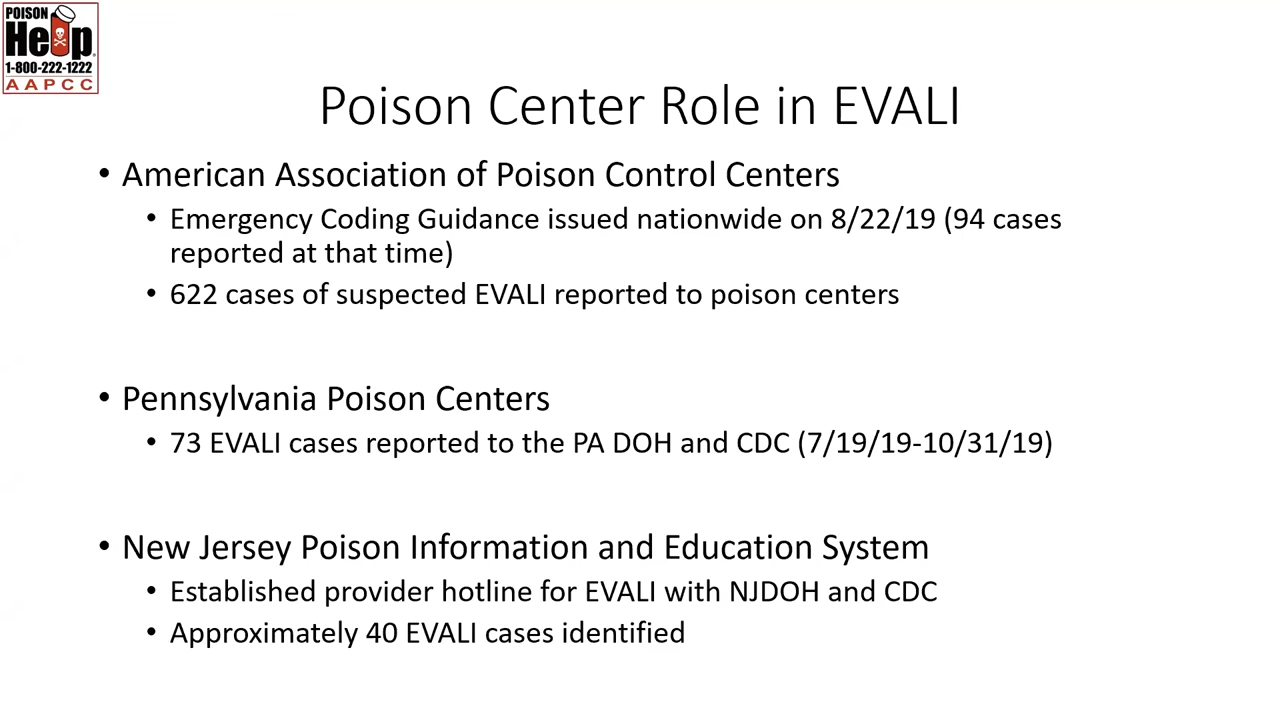 POISON
Help
1-800-222-1222
AAPCC
Poison Center Role in EVALI
• American Association of Poison Control Centers
• Emergency Coding Guidance issued nationwide on 8/22/19 (94 cases
reported at that time)
• 622 cases of suspected EVALI reported to poison centers
• Pennsylvania Poison Centers
• 73 EVALI cases reported to the PA DOH and CDC (7/19/19-10/31/19)
• New Jersey Poison Information and Education System
• Established provider hotline for EVALI with NJDOH and CDC
• Approximately 40 EVALI cases identified